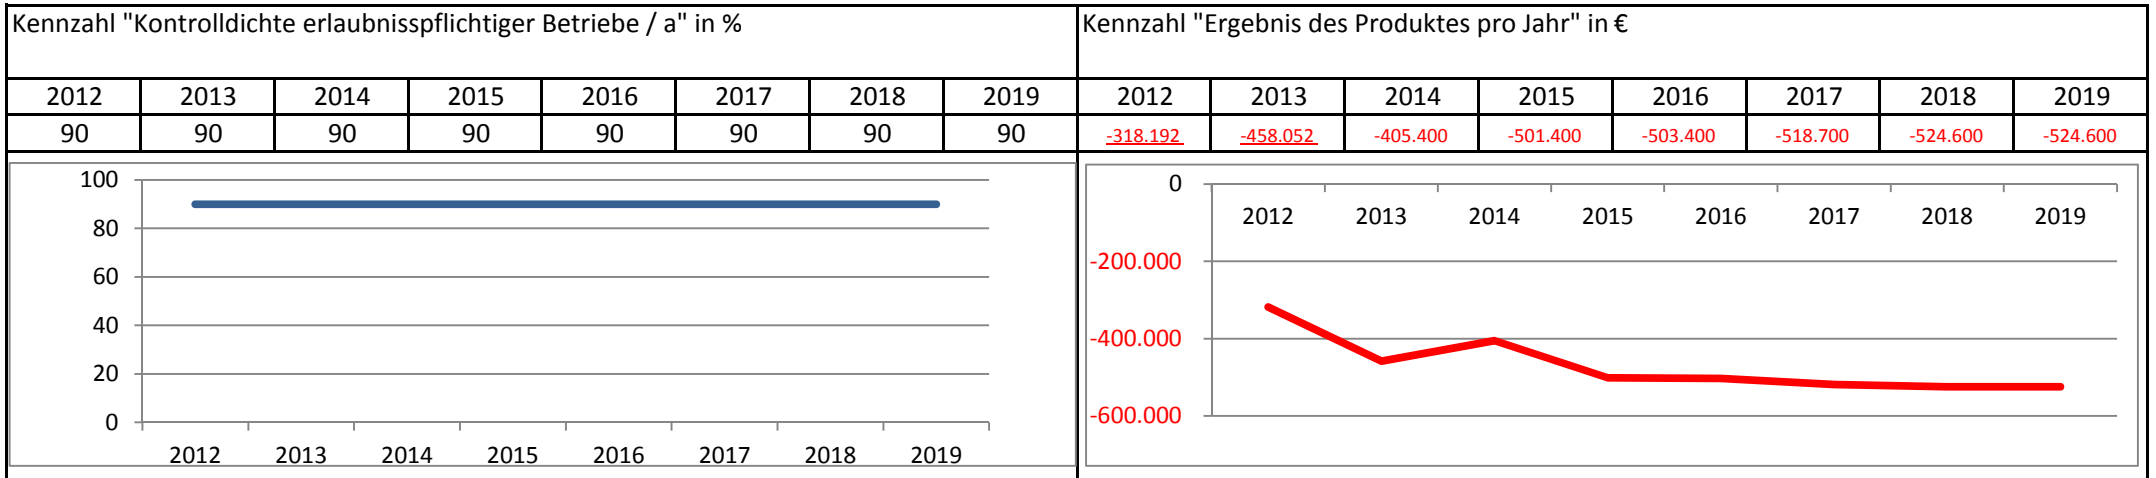 Kennzahl "Kontrolldichte erlaubnisspflichtiger Betriebe / a" in %
2012 2013 2014 2015 2016 2017 2018 2019
90 90 90 90 90 90 90 90
100
80
60
40
20
0
2012 2013 2014 2015 2016 2017 2018 2019
Kennzahl "Ergebnis des Produktes pro Jahr" in €
2012 2013 2014 2015 2016 2017 2018 2019
-318.192 -458.052 -405.400 -501.400 -503.400 -518.700 -524.600 -524.600
0
2012 2013 2014 2015 2016 2017 2018 2019
-200.000
-400.000
-600.000